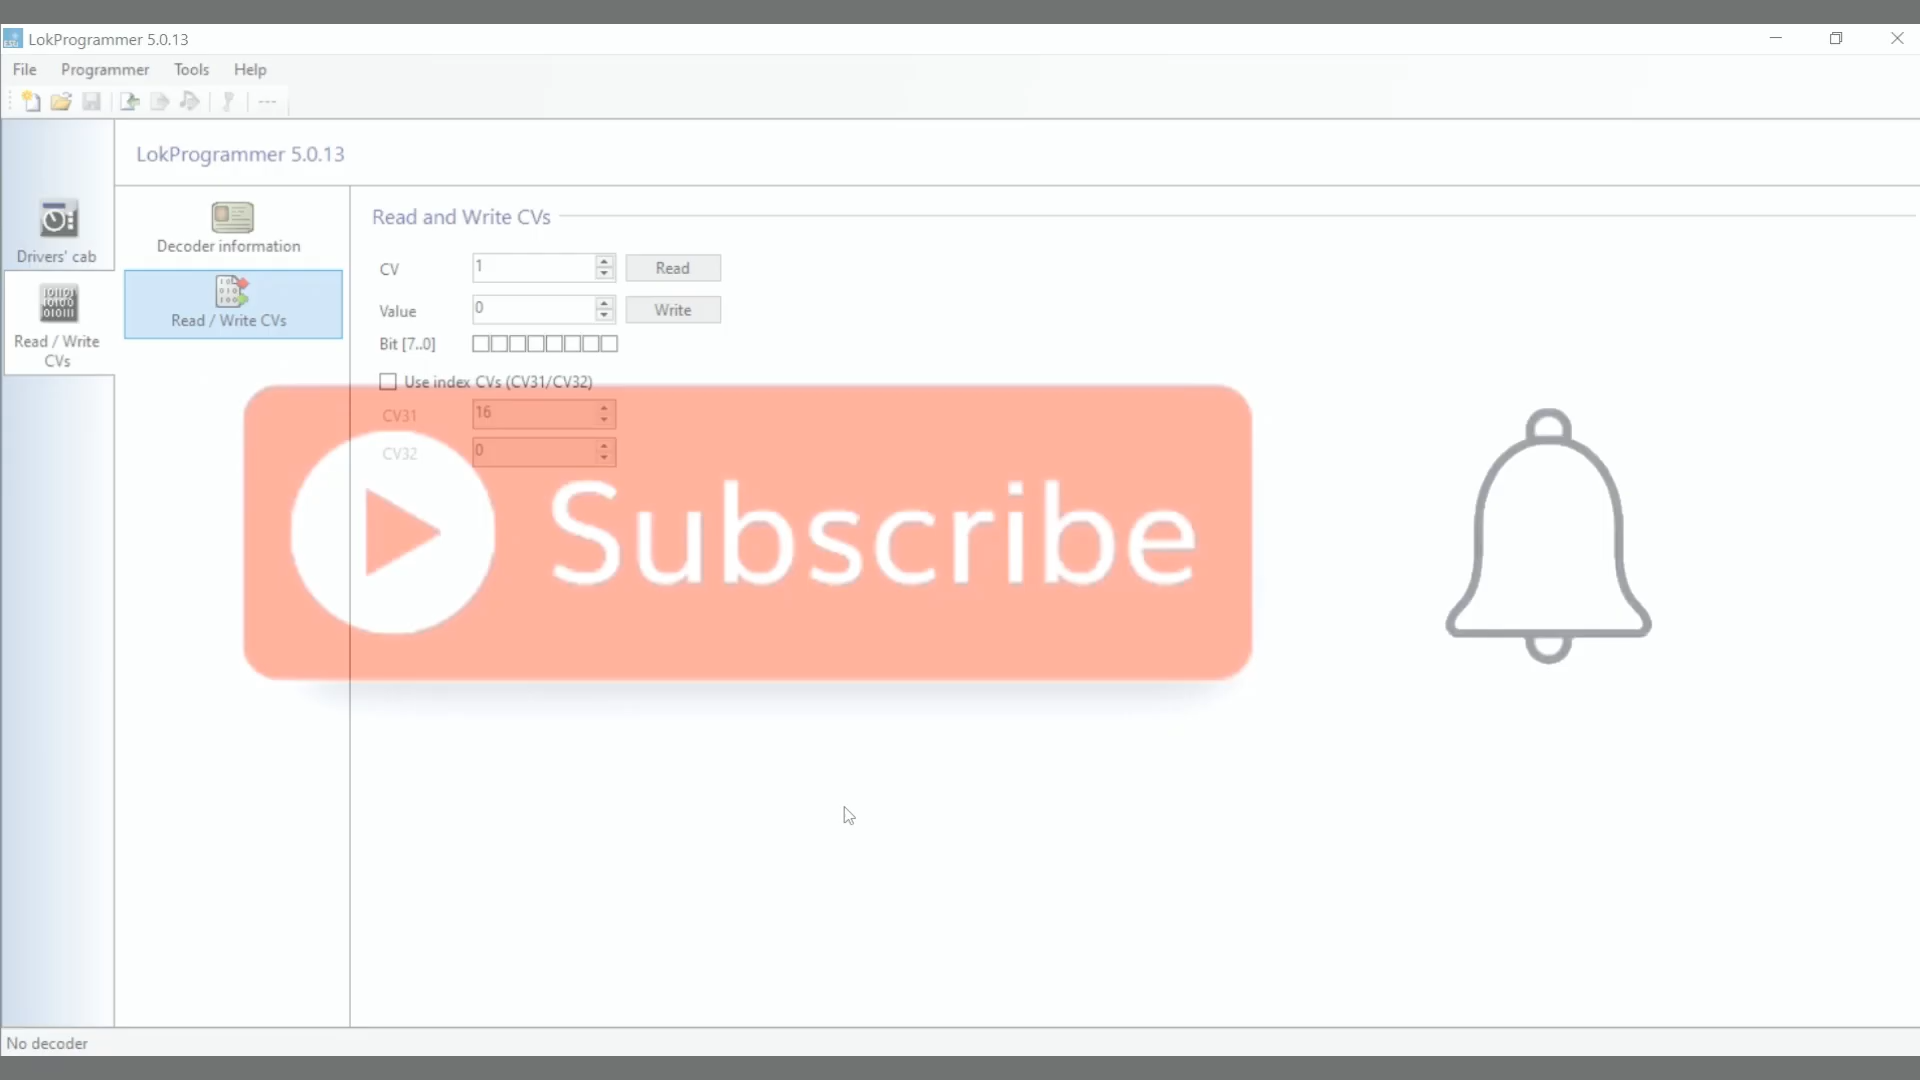 LokProgrammer 5.0.13
File Programmer Tools Help
LokProgrammer 5.0.13
Drivers' cab
Read / Write
CVs
Decoder information
Read / Write CVs
Read and Write CVs
CV 1 Read
Value 0 Write
Bit [7..0]
Use index CVs (CV31/CV32)
CV31 16
CV32 0
Subscribe
No decoder